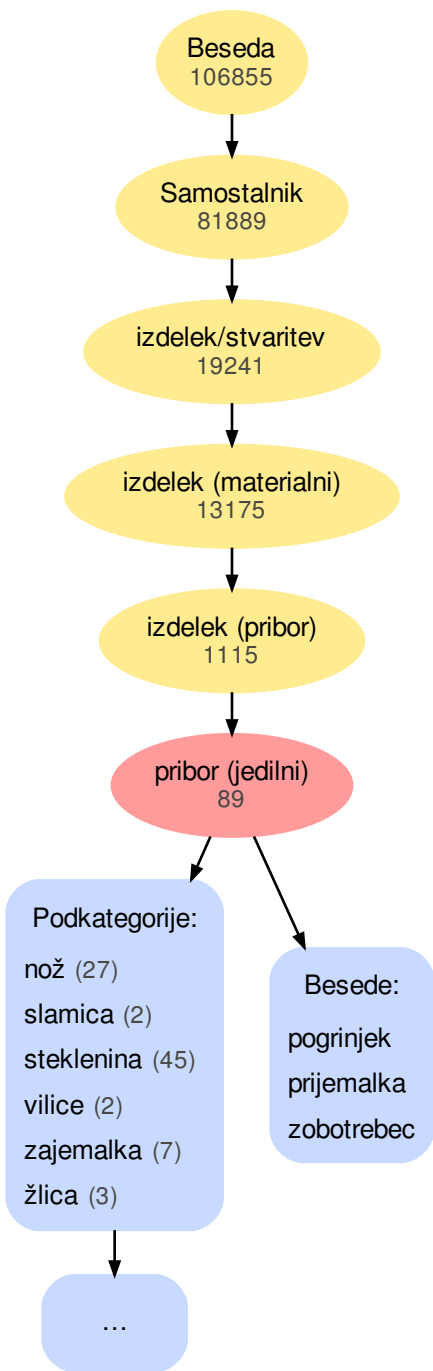 Beseda
106855
Samostalnik
81889
izdelek/stvaritev
19241
izdelek (materialni)
13175
izdelek (pribor)
1115
pribor (jedilni)
89
Podkategorije:
nož (27)
slamica (2)
steklenina (45)
vilice (2)
zajemalka (7)
žlica (3)
Besede:
pogrinjek
prijemalka
zobotrebec
...